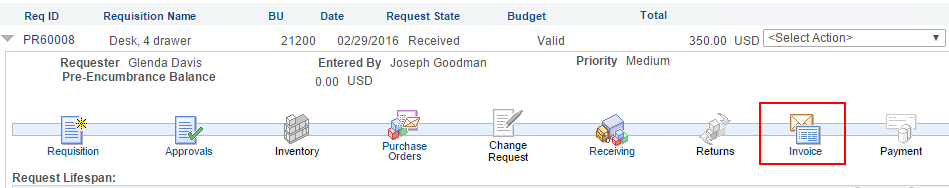 Req ID Requisition Name BU Date Request State Budget Total
PR60008 Desk, 4 drawer 21200 02/29/2016 Received Valid 350.00 USD <Select Action>
Requester Glenda Davis Entered By Joseph Goodman Priority Medium
Pre-Encumbrance Balance 0.00 USD
Requisition Approvals Inventory Purchase Orders Change Request Receiving Returns Invoice Payment
Request Lifespan: